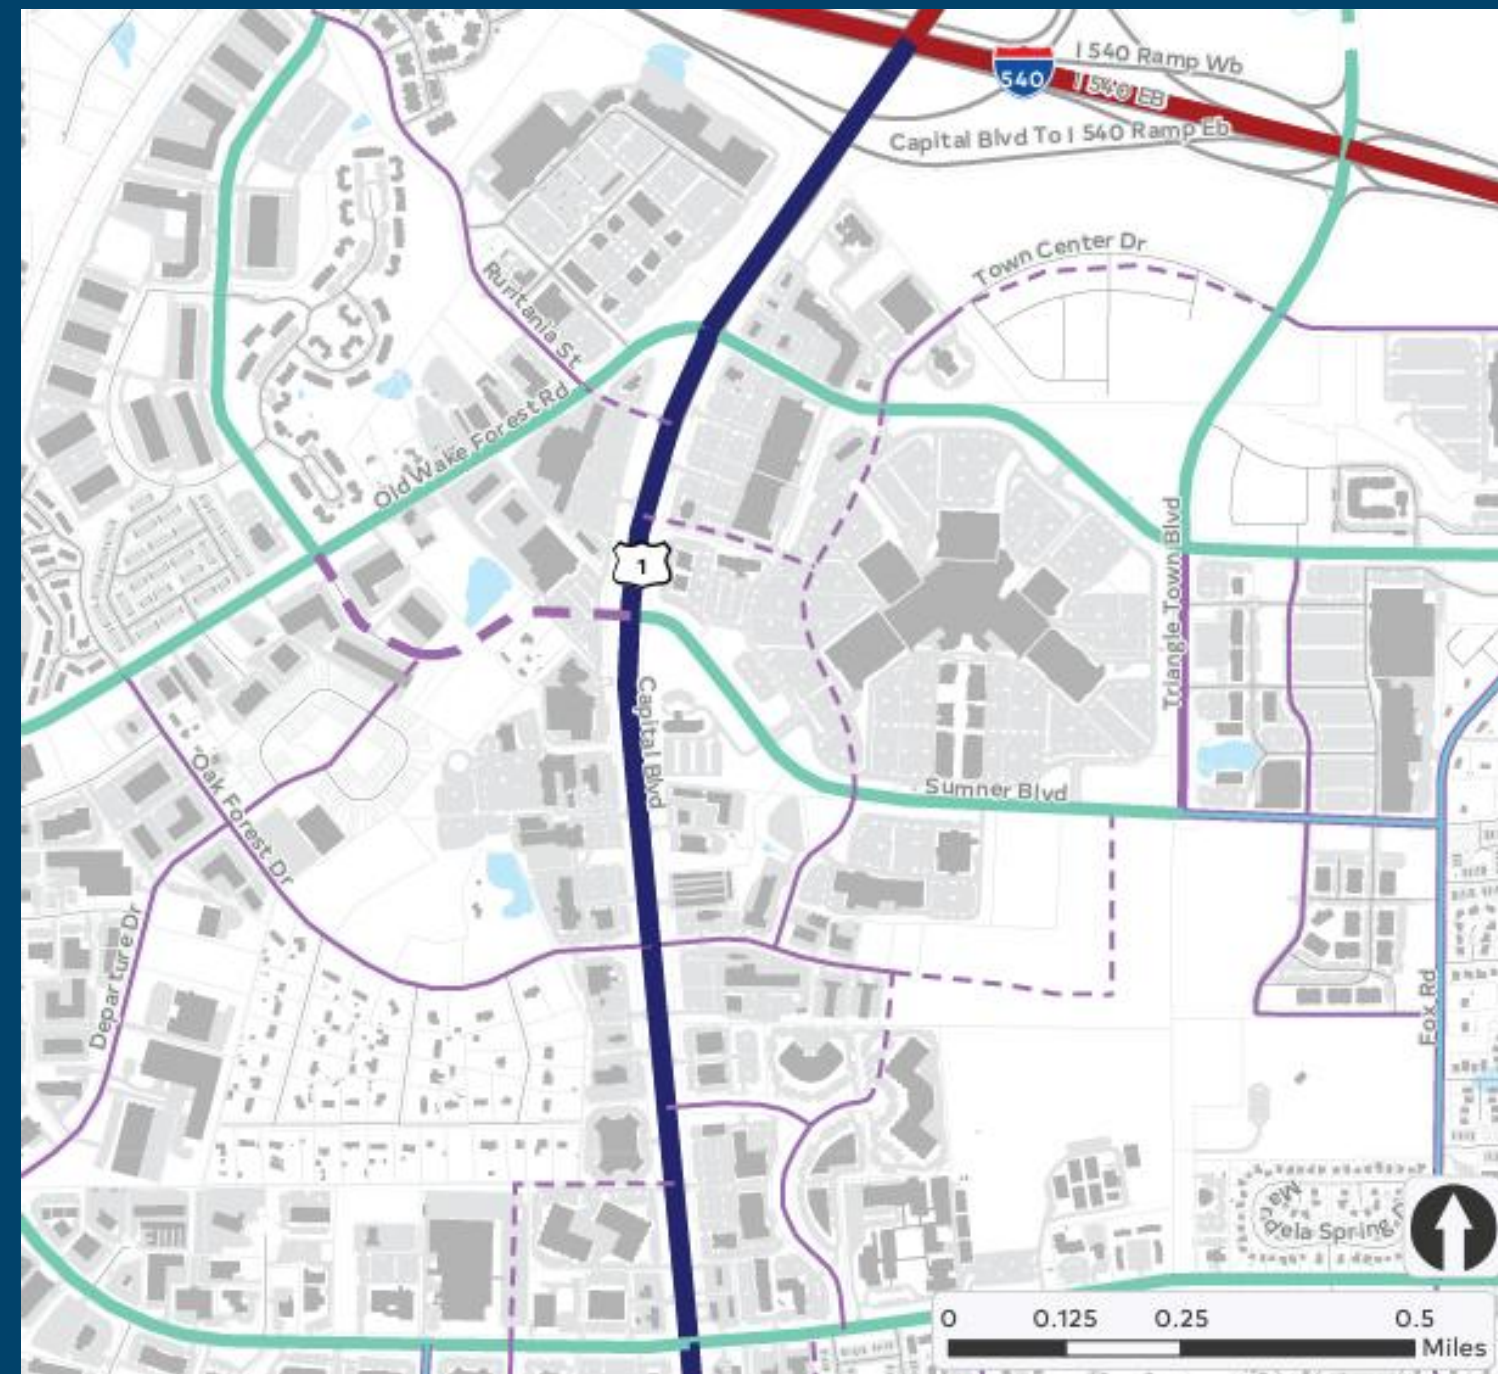 I 540 Ramp Wb
540
I 540 EB
Capital Blvd To I 540 Ramp Eb
Town Center Dr
Ruritania St
Old Wake Forest Rd
Triangle Town Blvd
1
Capital Blvd
Oak Forest Dr
Sumner Blvd
Departure Dr
Fox Rd
Spring
0 0.125 0.25 0.5
Miles